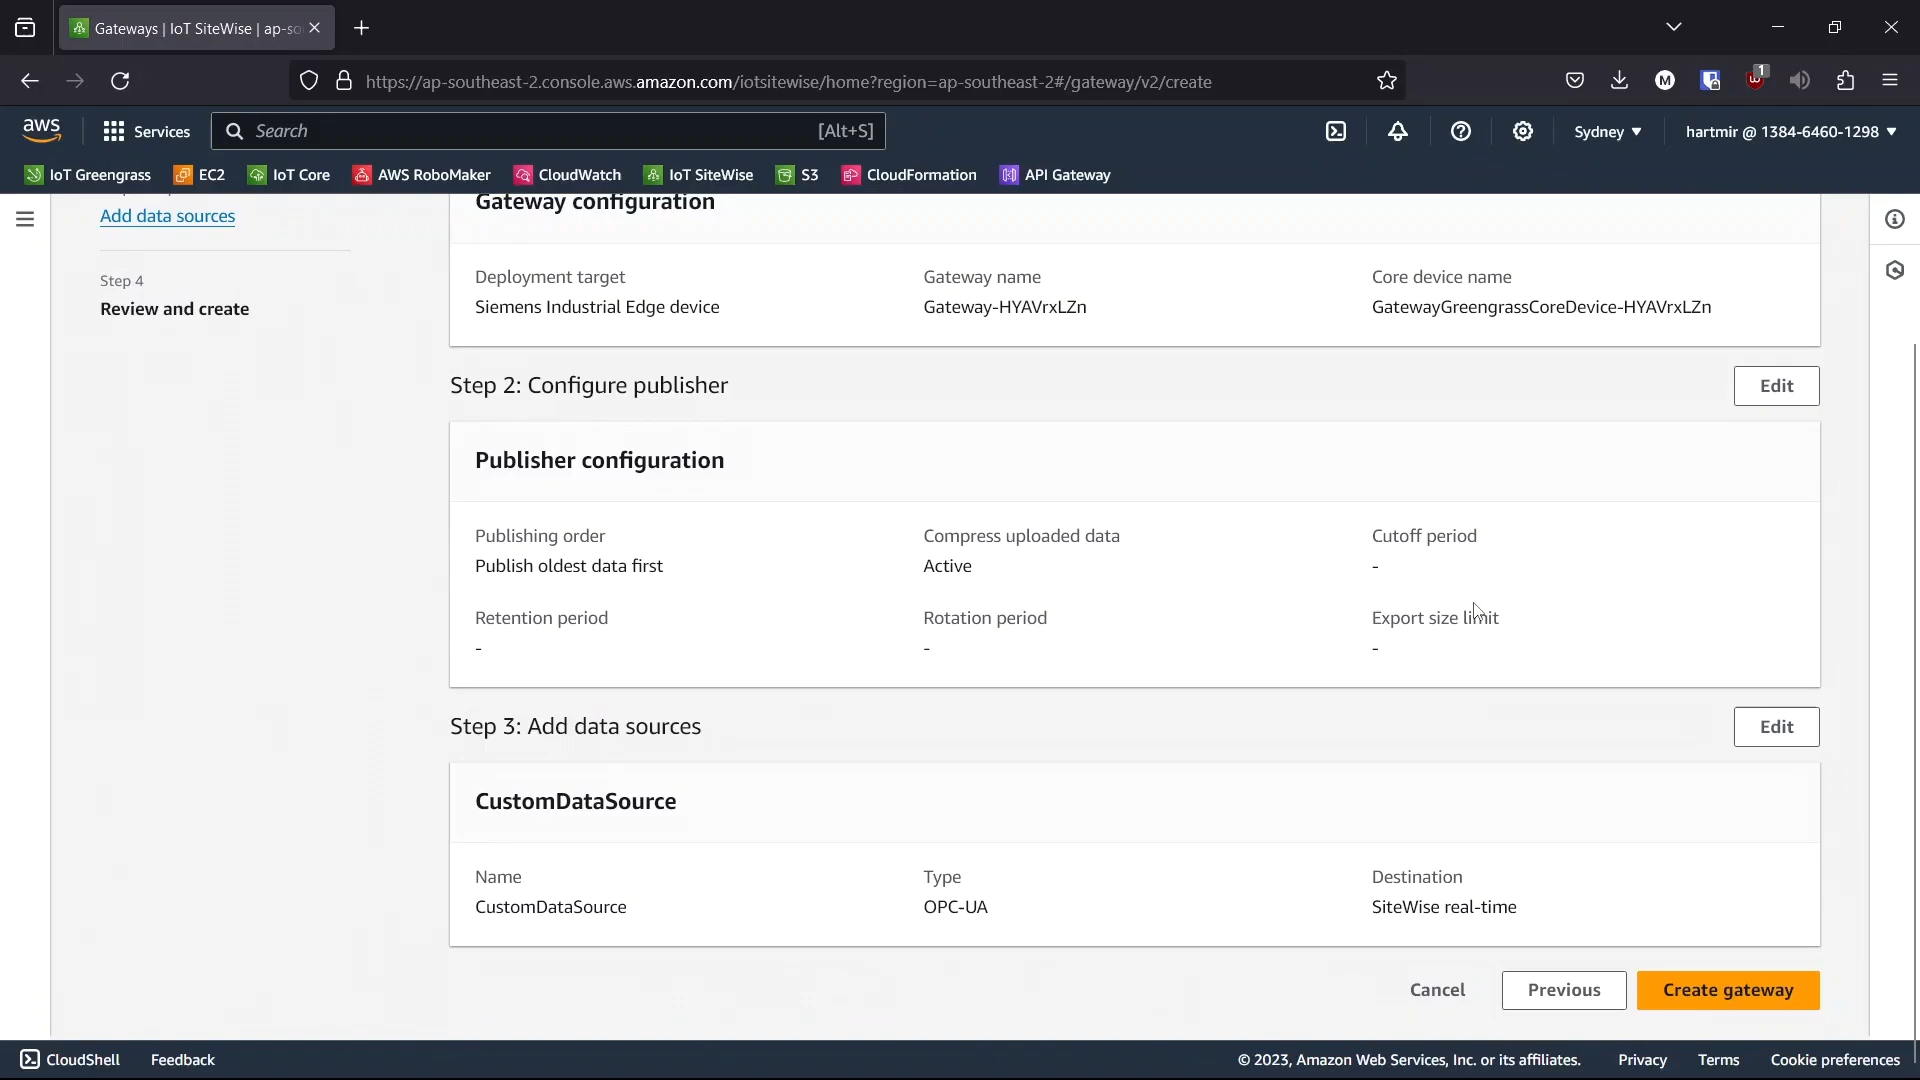 Gateways | IoT SiteWise | ap-so
https://ap-southeast-2.console.aws.amazon.com/iotsitewise/home?region=ap-southeast-2#/gateway/v2/create
1
aws
Services
Search
[Alt+S]
Sydney
hartmir @ 1384-6460-1298
IoT Greengrass
EC2
IoT Core
AWS RoboMaker
CloudWatch
IoT SiteWise
S3
CloudFormation
API Gateway
Add data sources
Step 4
Review and create
Gateway configuration
Deployment target
Siemens Industrial Edge device
Gateway name
Gateway-HYAVrxLZn
Core device name
GatewayGreengrassCoreDevice-HYAVrxLZn
Step 2: Configure publisher
Edit
Publisher configuration
Publishing order
Publish oldest data first
Compress uploaded data
Active
Cutoff period
-
Retention period
-
Rotation period
-
Export size limit
-
Step 3: Add data sources
Edit
CustomDataSource
Name
CustomDataSource
Type
OPC-UA
Destination
SiteWise real-time
Cancel
Previous
Create gateway
CloudShell
Feedback
© 2023, Amazon Web Services, Inc. or its affiliates.
Privacy
Terms
Cookie preferences